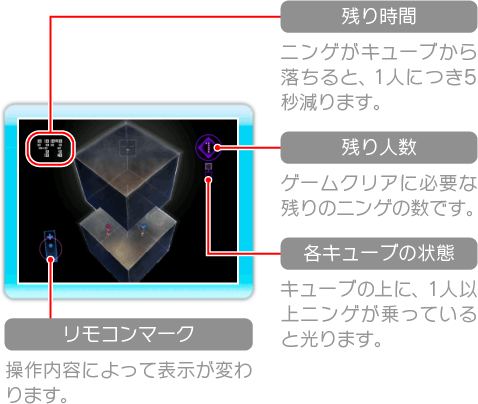 残り時間
ニンゲがキューブから
落ちると、1人につき5
秒減ります。
残り人数
ゲームクリアに必要な
残りのニンゲの数です。
各キューブの状態
キューブの上に、1人以
上ニンゲが乗っている
と光ります。
リモコンマーク
操作内容によって表示が変わ
ります。